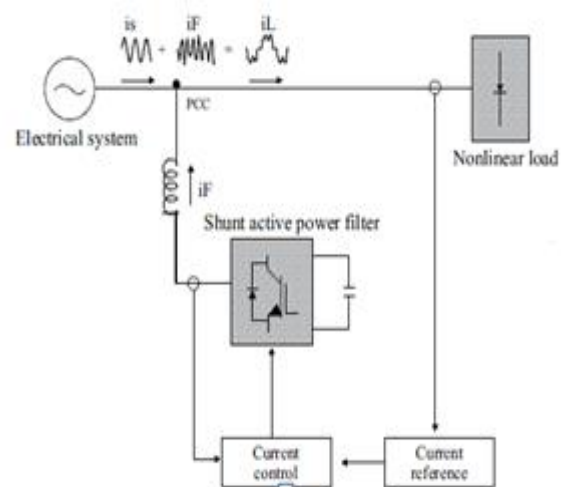 is + iF = iL
PCC
Electrical system
Nonlinear load
iF
Shunt active power filter
Current
control
Current
reference